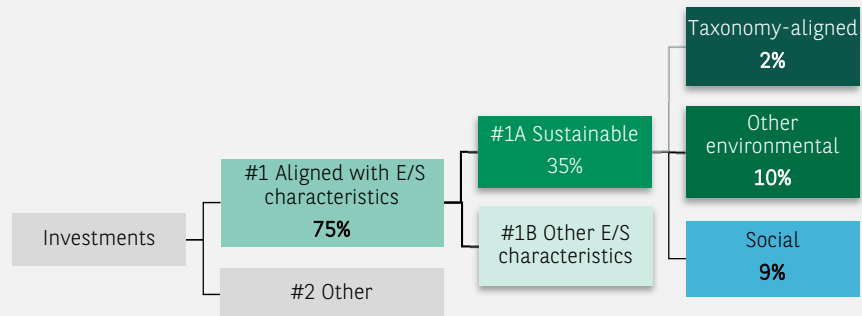 Investments
#1 Aligned with E/S
characteristics
75%
#2 Other
#1A Sustainable
35%
#1B Other E/S
characteristics
Taxonomy-aligned
2%
Other
environmental
10%
Social
9%